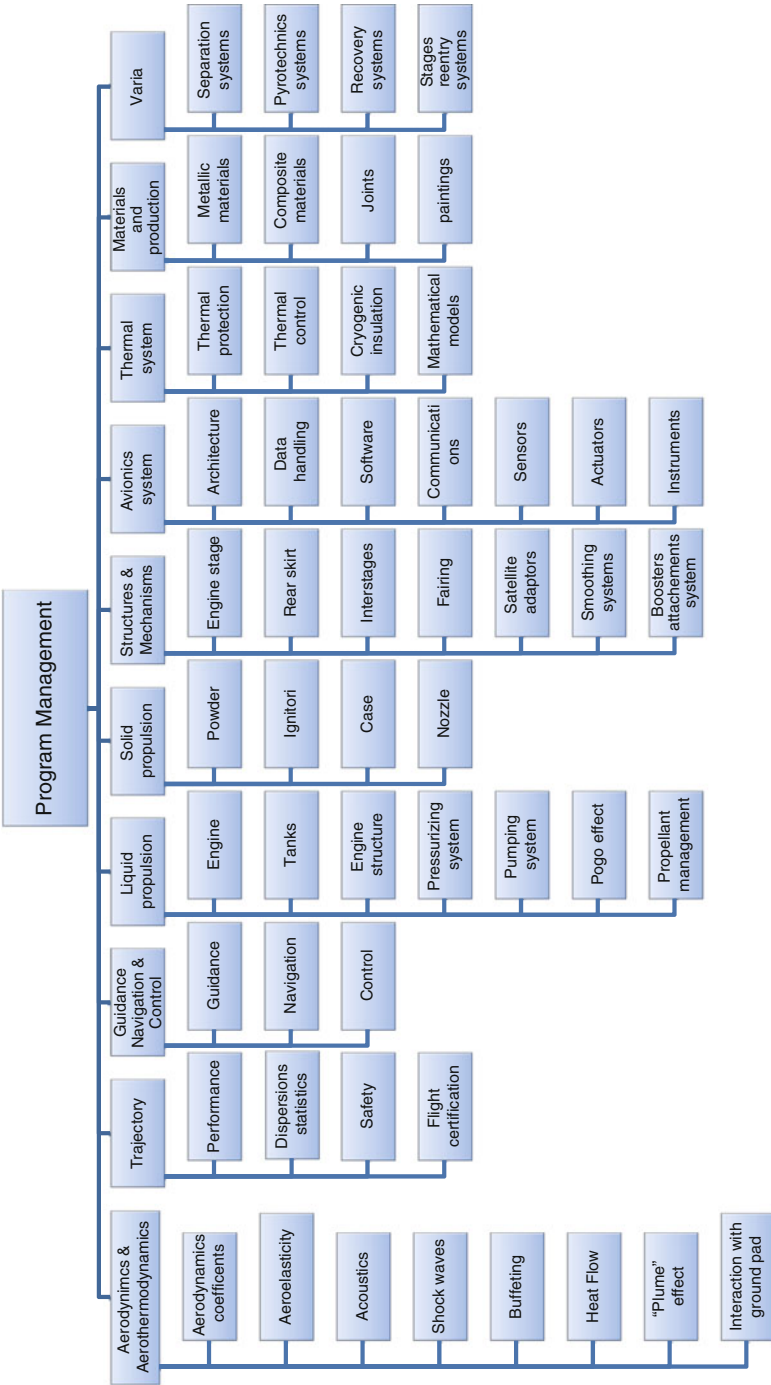 Program Management
Aerodynimcs &
Aerothermodynamics
Aerodynamics
coefficents
Aeroelasticity
Acoustics
Shock waves
Buffeting
Heat Flow
“Plume”
effect
Interaction with
ground pad
Trajectory
Performance
Dispersions
statistics
Safety
Flight
certification
Guidance
Navigation &
Control
Guidance
Navigation
Control
Liquid
propulsion
Engine
Tanks
Engine
structure
Pressurizing
system
Pumping
system
Pogo effect
Propellant
management
Solid
propulsion
Powder
Ignitori
Case
Nozzle
Structures &
Mechanisms
Engine stage
Rear skirt
Interstages
Fairing
Satellite
adaptors
Smoothing
systems
Boosters
attachements
system
Avionics
system
Architecture
Data
handling
Software
Communicati
ons
Sensors
Actuators
Instruments
Thermal
system
Thermal
protection
Thermal
control
Cryogenic
insulation
Mathematical
models
Materials
and
production
Metallic
materials
Composite
materials
Joints
paintings
Varia
Separation
systems
Pyrotechnics
systems
Recovery
systems
Stages
reentry
systems